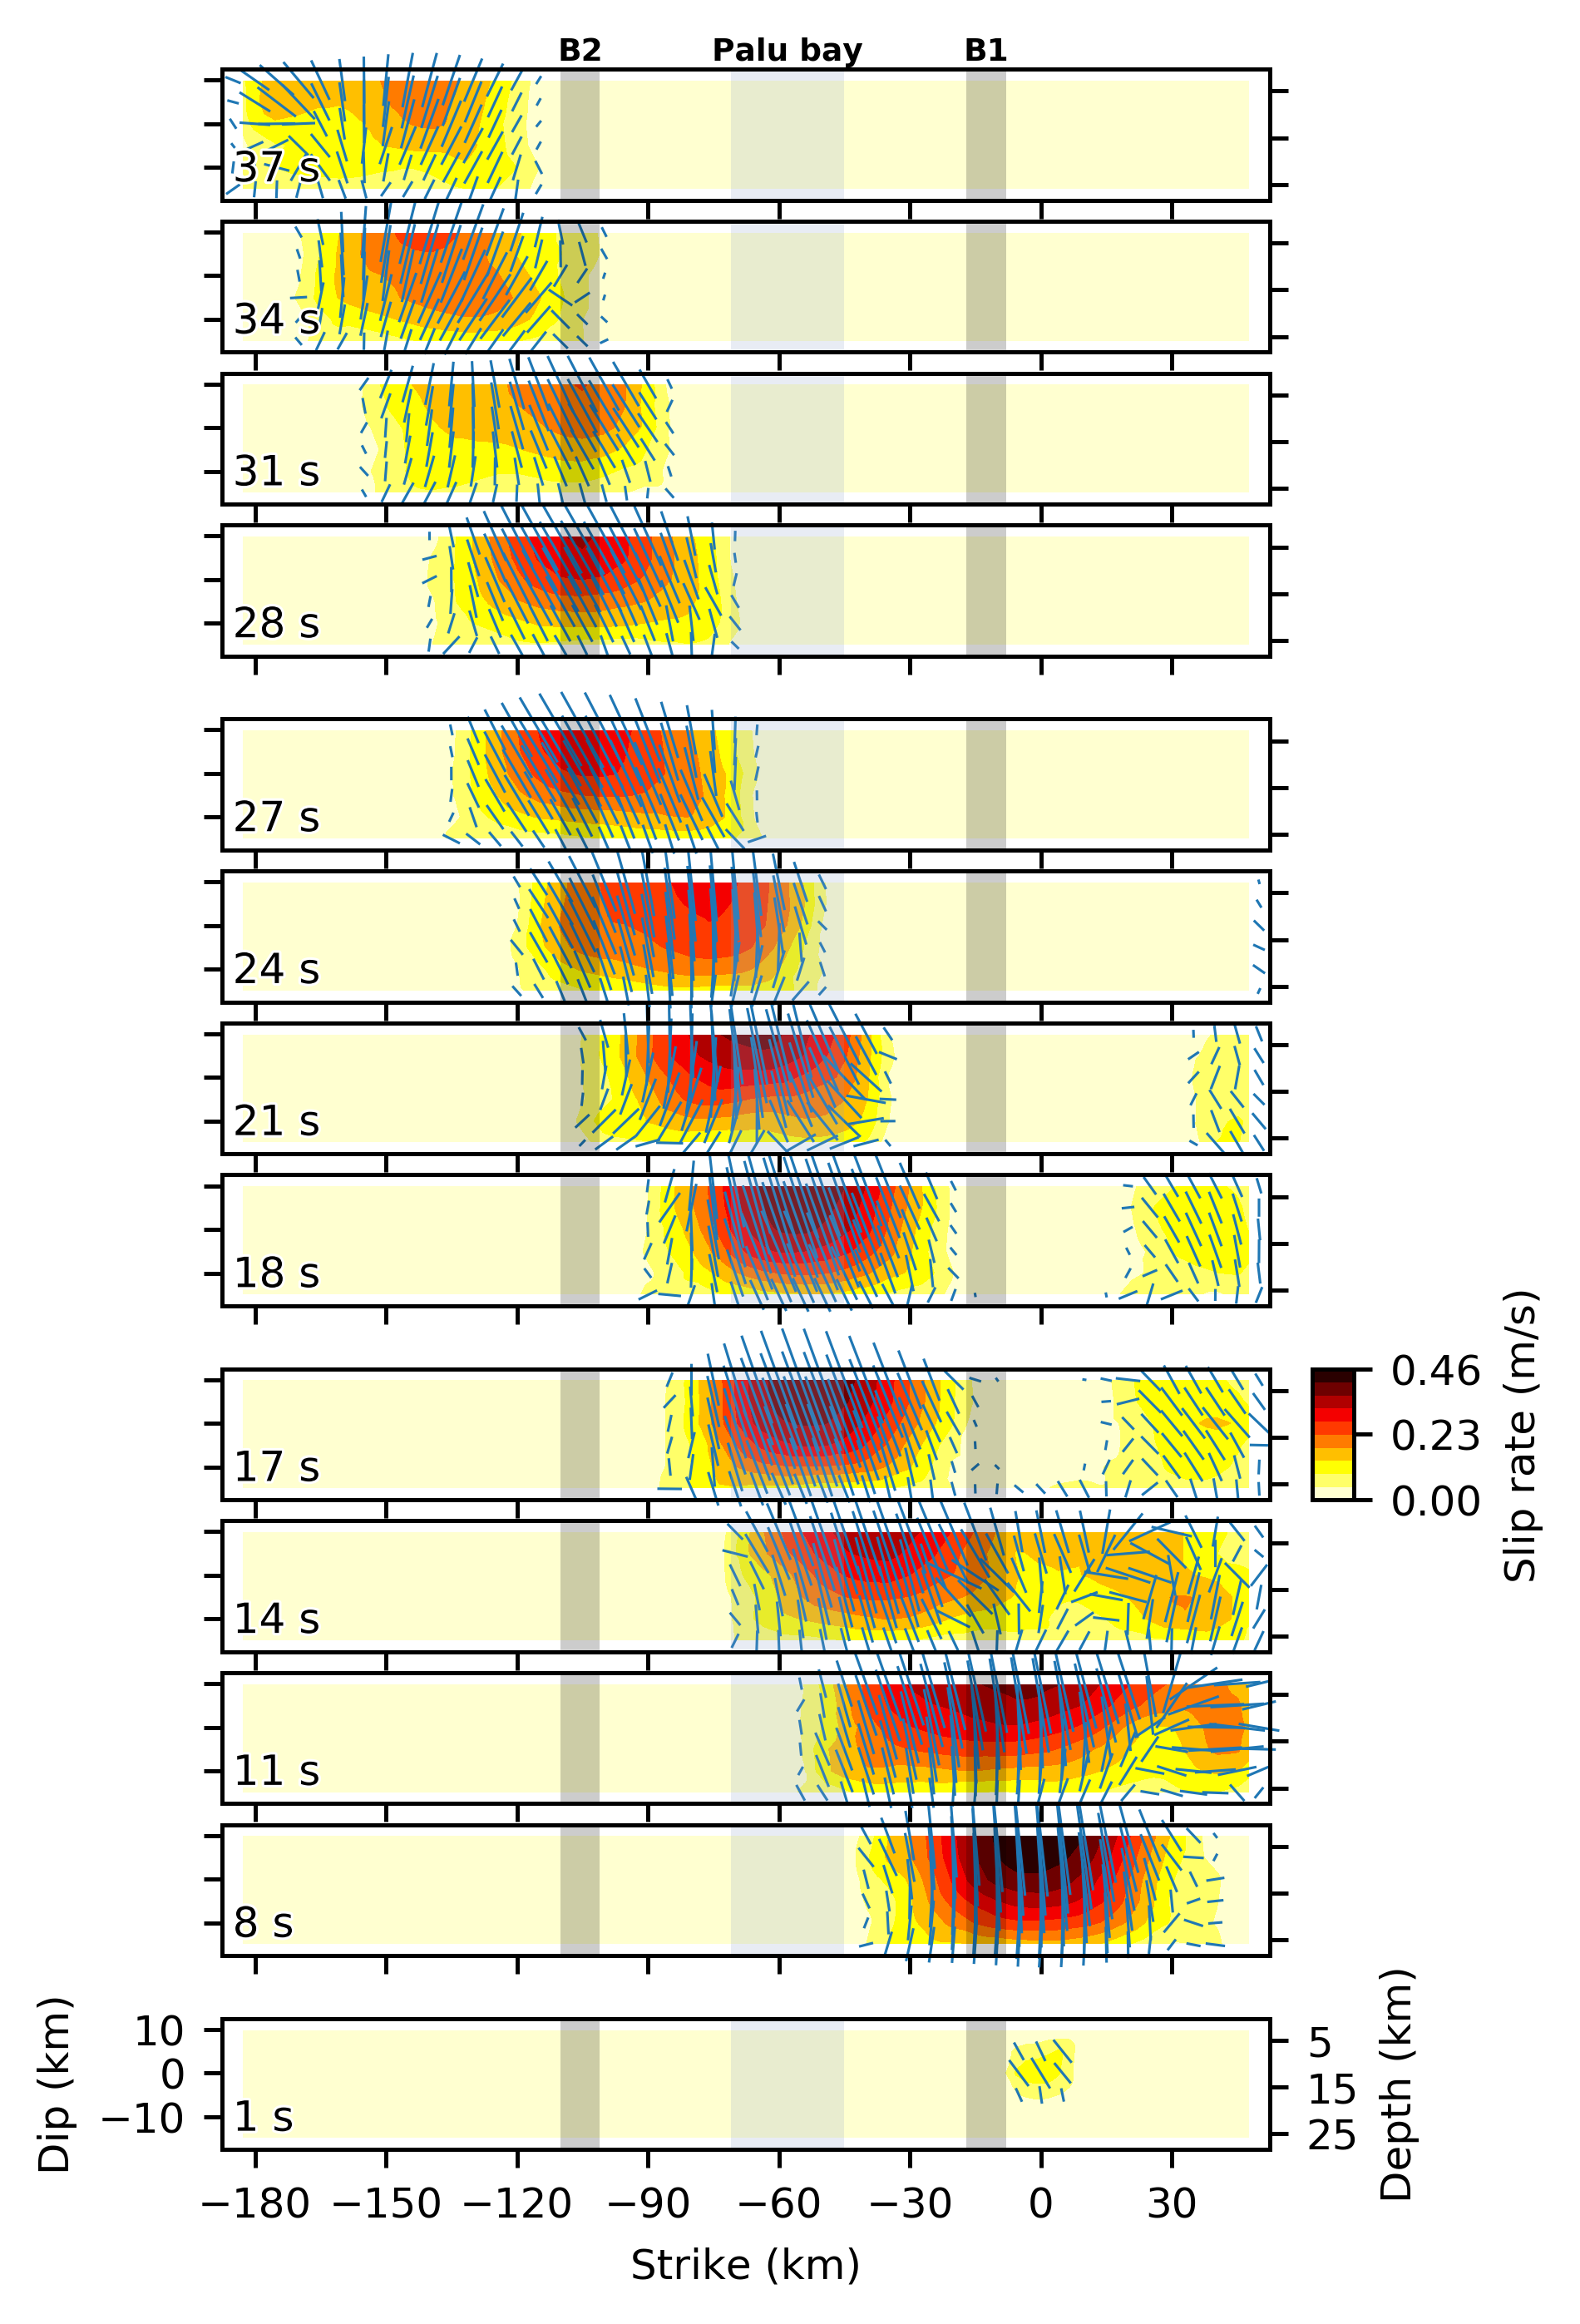 B2 Palu bay B1
37 s
34 s
31 s
28 s
27 s
24 s
21 s
18 s
17 s
14 s
11 s
8 s
1 s
0.46
0.23
0.00
Slip rate (m/s)
10
0
−10
Dip (km)
5
15
25
Depth (km)
−180 −150 −120 −90 −60 −30 0 30
Strike (km)